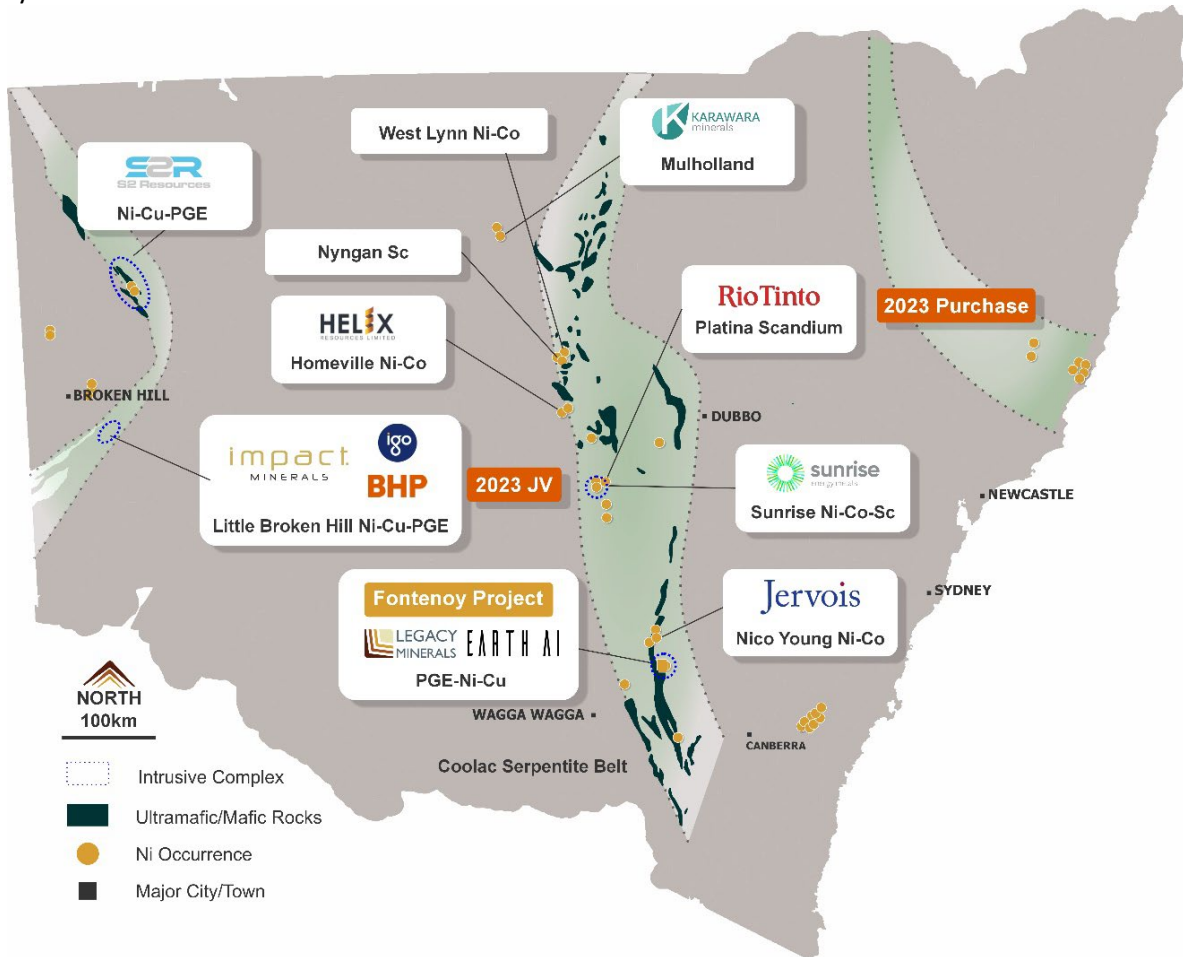 West Lynn Ni-Co
KARAWARA
minerals
Mulholland
S2R
S2 Resources
Ni-Cu-PGE
Nyngan Sc
HELIX
RESOURCES LIMITED
Homeville Ni-Co
RioTinto
Platina Scandium
2023 Purchase
BROKEN HILL
DUBBO
impact
MINERALS
igo
BHP
Little Broken Hill Ni-Cu-PGE
2023 JV
sunrise
energy metals
Sunrise Ni-Co-Sc
NEWCASTLE
SYDNEY
Fontenoy Project
LEGACY
MINERALS
EARTH AI
PGE-Ni-Cu
Jervois
Nico Young Ni-Co
NORTH
100km
WAGGA WAGGA
CANBERRA
Coolac Serpentite Belt
Intrusive Complex
Ultramafic/Mafic Rocks
Ni Occurrence
Major City/Town